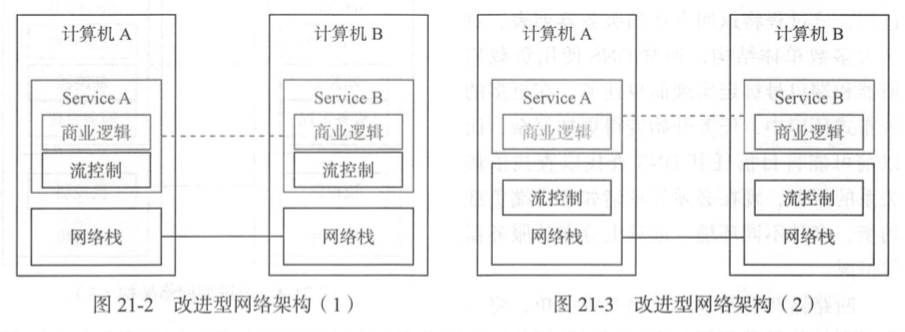 计算机 A
Service A
商业逻辑
流控制
网络栈
计算机 B
Service B
商业逻辑
流控制
网络栈
图 21-2 改进型网络架构（1）
计算机 A
Service A
商业逻辑
流控制
网络栈
计算机 B
Service B
商业逻辑
流控制
网络栈
图 21-3 改进型网络架构（2）